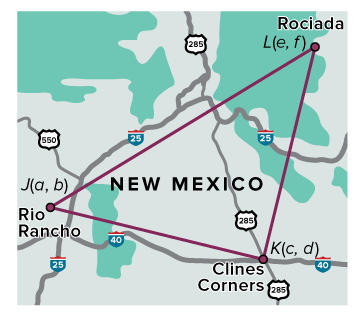 Rociada
285
L(e, f)
550
25
25
J(a, b)
NEW MEXICO
Rio
Rancho
285
40
K(c, d)
25
Clines
Corners
40
285